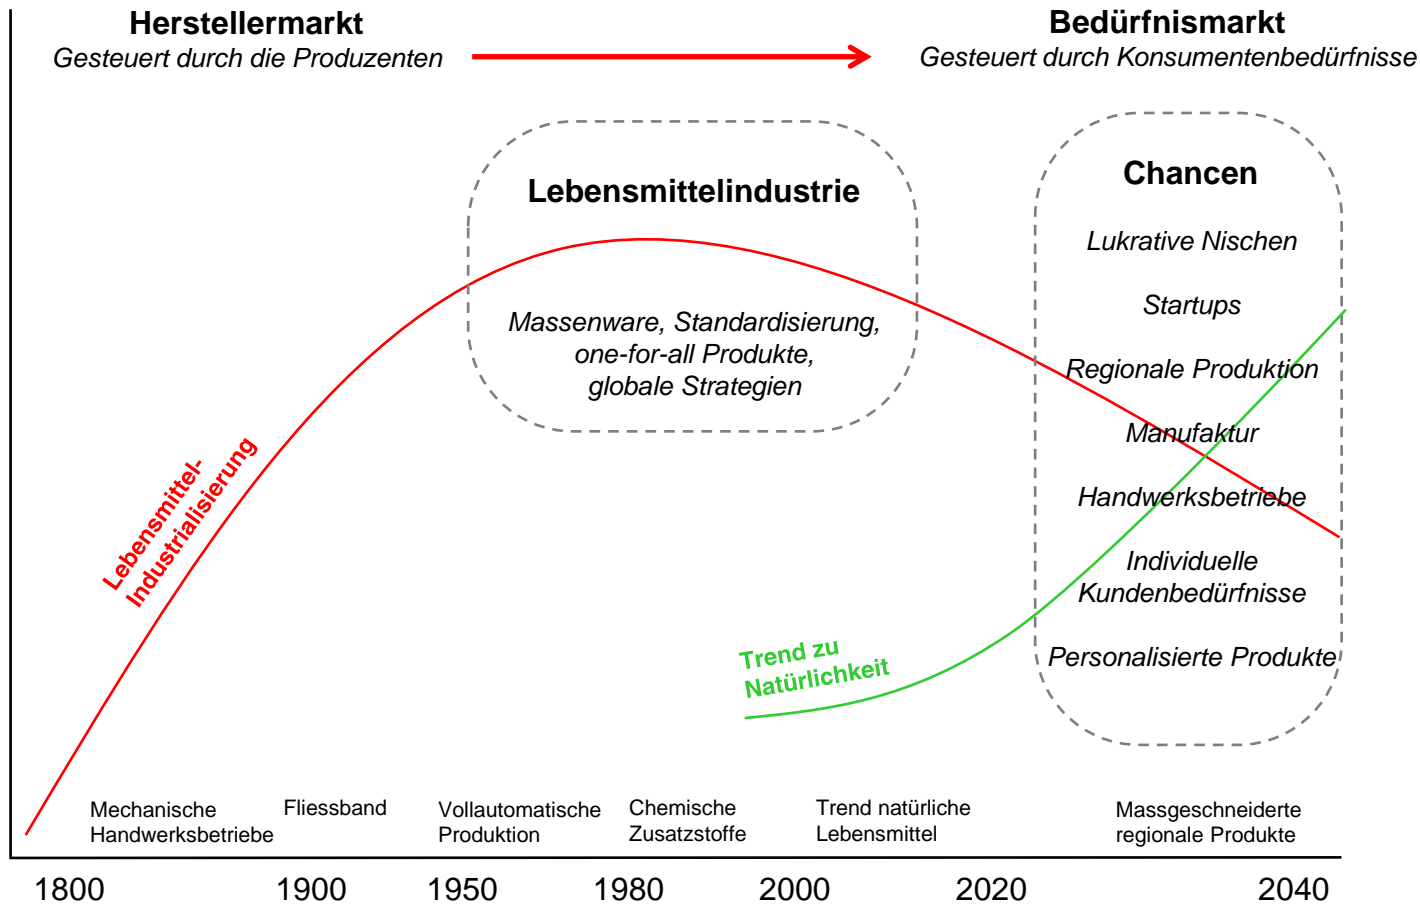 Herstellermarkt
Gesteuert durch die Produzenten
Bedürfnismarkt
Gesteuert durch Konsumentenbedürfnisse
Lebensmittelindustrie
Massenware, Standardisierung,
one-for-all Produkte,
globale Strategien
Chancen
Lukrative Nischen
Startups
Regionale Produktion
Manufaktur
Handwerksbetriebe
Individuelle
Kundenbedürfnisse
Personalisierte Produkte
Lebensmittel-
Industrialisierung
Trend zu
Natürlichkeit
Mechanische
Handwerksbetriebe
Fliessband
Vollautomatische
Produktion
Chemische
Zusatzstoffe
Trend natürliche
Lebensmittel
Massgeschneiderte
regionale Produkte
1800
1900
1950
1980
2000
2020
2040